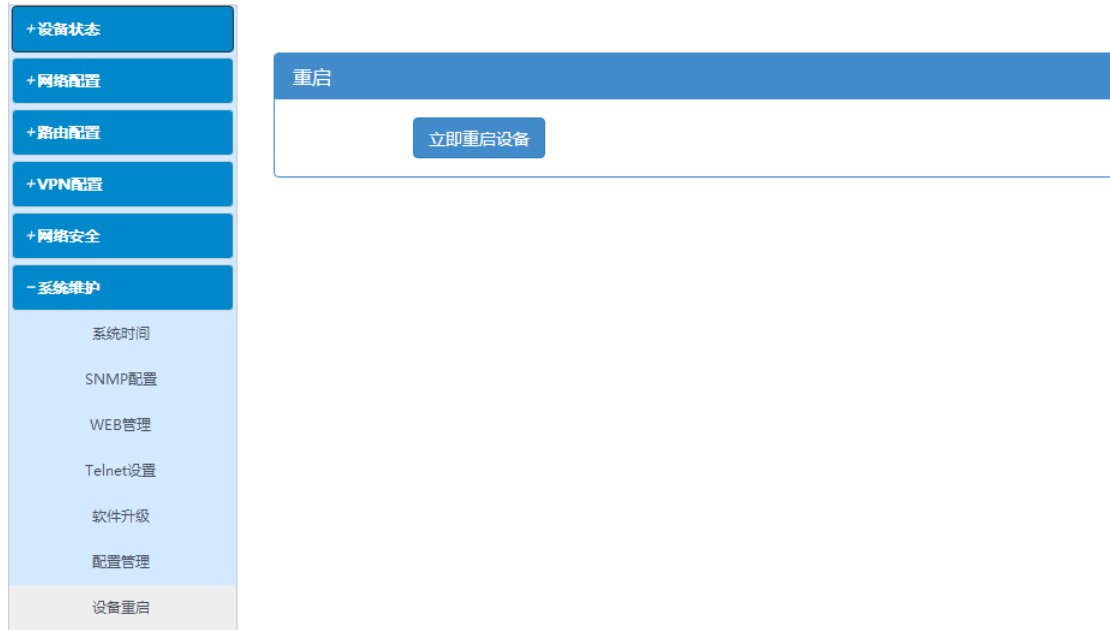 +设备状态
+网络配置
+路由配置
+VPN配置
+网络安全
-系统维护
系统时间
SNMP配置
WEB管理
Telnet设置
软件升级
配置管理
设备重启
重启
立即重启设备